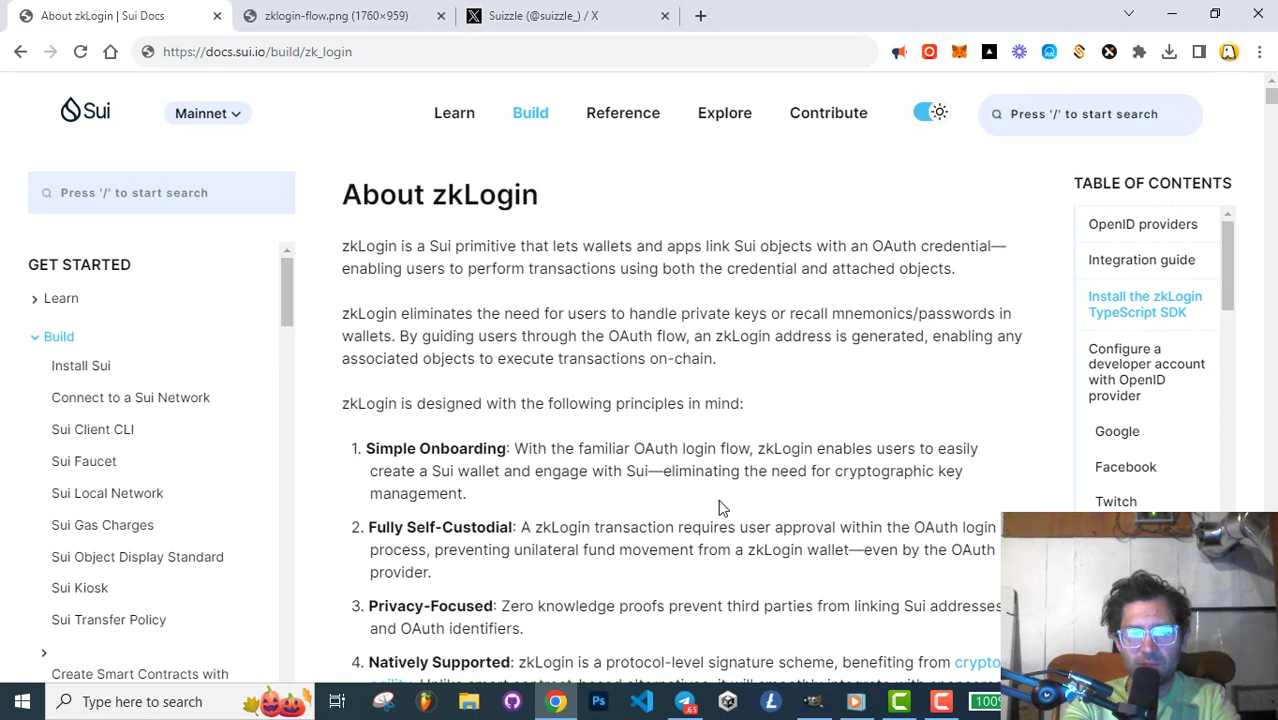 About zkLogin | Sui Docs
zklogin-flow.png (1760×959)
Suizzle (@suizzle_) / X
https://docs.sui.io/build/zk_login
Sui
Mainnet
Learn
Build
Reference
Explore
Contribute
Press '/' to start search
Press '/' to start search
GET STARTED
Learn
Build
Install Sui
Connect to a Sui Network
Sui Client CLI
Sui Faucet
Sui Local Network
Sui Gas Charges
Sui Object Display Standard
Sui Kiosk
Sui Transfer Policy
Create Smart Contracts with
About zkLogin
zkLogin is a Sui primitive that lets wallets and apps link Sui objects with an OAuth credential—
enabling users to perform transactions using both the credential and attached objects.
zkLogin eliminates the need for users to handle private keys or recall mnemonics/passwords in
wallets. By guiding users through the OAuth flow, an zkLogin address is generated, enabling any
associated objects to execute transactions on-chain.
zkLogin is designed with the following principles in mind:
1. Simple Onboarding: With the familiar OAuth login flow, zkLogin enables users to easily
create a Sui wallet and engage with Sui—eliminating the need for cryptographic key
management.
2. Fully Self-Custodial: A zkLogin transaction requires user approval within the OAuth login
process, preventing unilateral fund movement from a zkLogin wallet—even by the OAuth
provider.
3. Privacy-Focused: Zero knowledge proofs prevent third parties from linking Sui addresses
and OAuth identifiers.
4. Natively Supported: zkLogin is a protocol-level signature scheme, benefiting from crypto
TABLE OF CONTENTS
OpenID providers
Integration guide
Install the zkLogin
TypeScript SDK
Configure a
developer account
with OpenID
provider
Google
Facebook
Twitch
Type here to search
65
100%